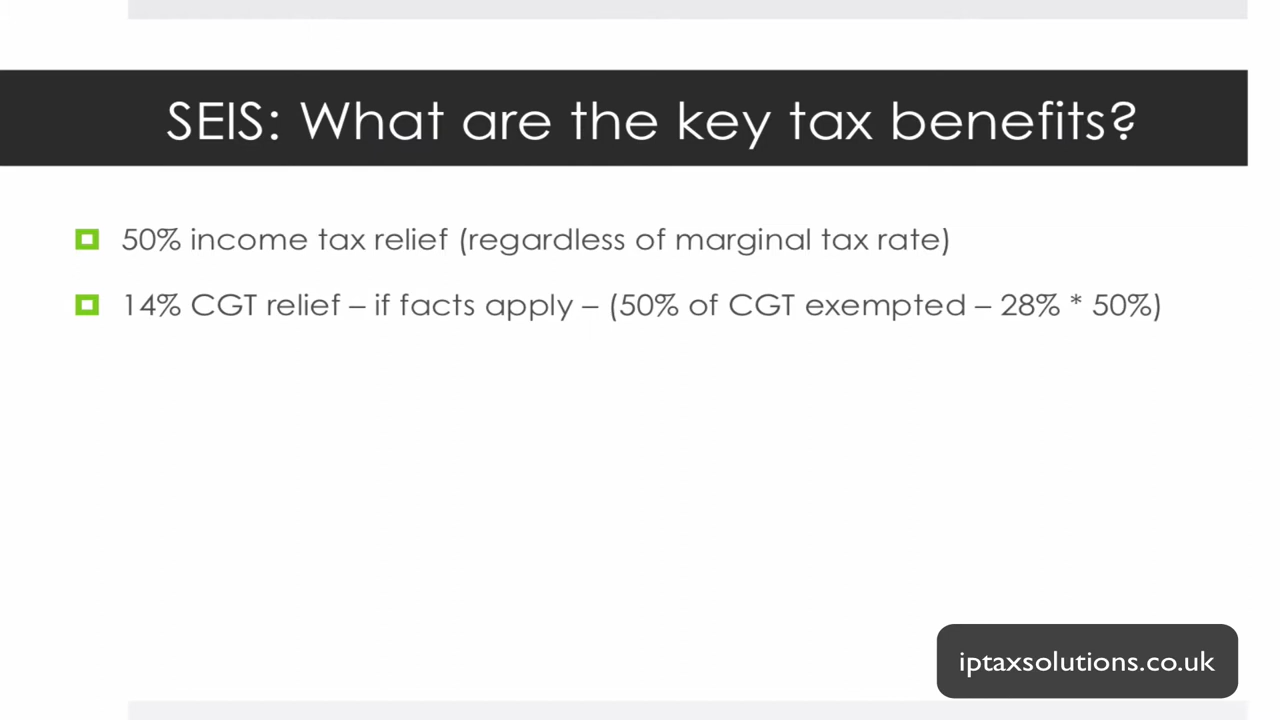 SEIS: What are the key tax benefits?
50% income tax relief (regardless of marginal tax rate)
14% CGT relief – if facts apply – (50% of CGT exempted – 28% * 50%)
iptaxsolutions.co.uk